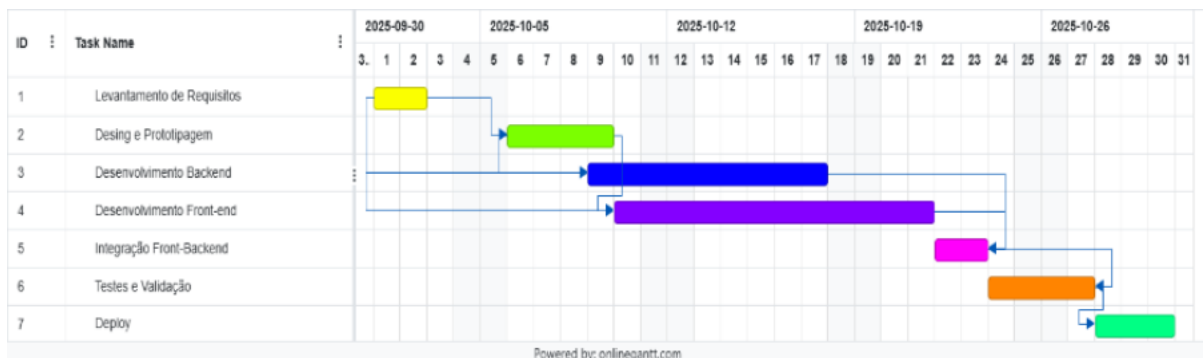 2025-09-30 2025-10-05 2025-10-12 2025-10-19 2025-10-26
ID Task Name
3.. 1 2 3 4 5 6 7 8 9 10 11 12 13 14 15 16 17 18 19 20 21 22 23 24 25 26 27 28 29 30 31
1 Levantamento de Requisitos
2 Desing e Prototipagem
3 Desenvolvimento Backend
4 Desenvolvimento Front-end
5 Integração Front-Backend
6 Testes e Validação
7 Deploy
Powered by: onlinegantt.com